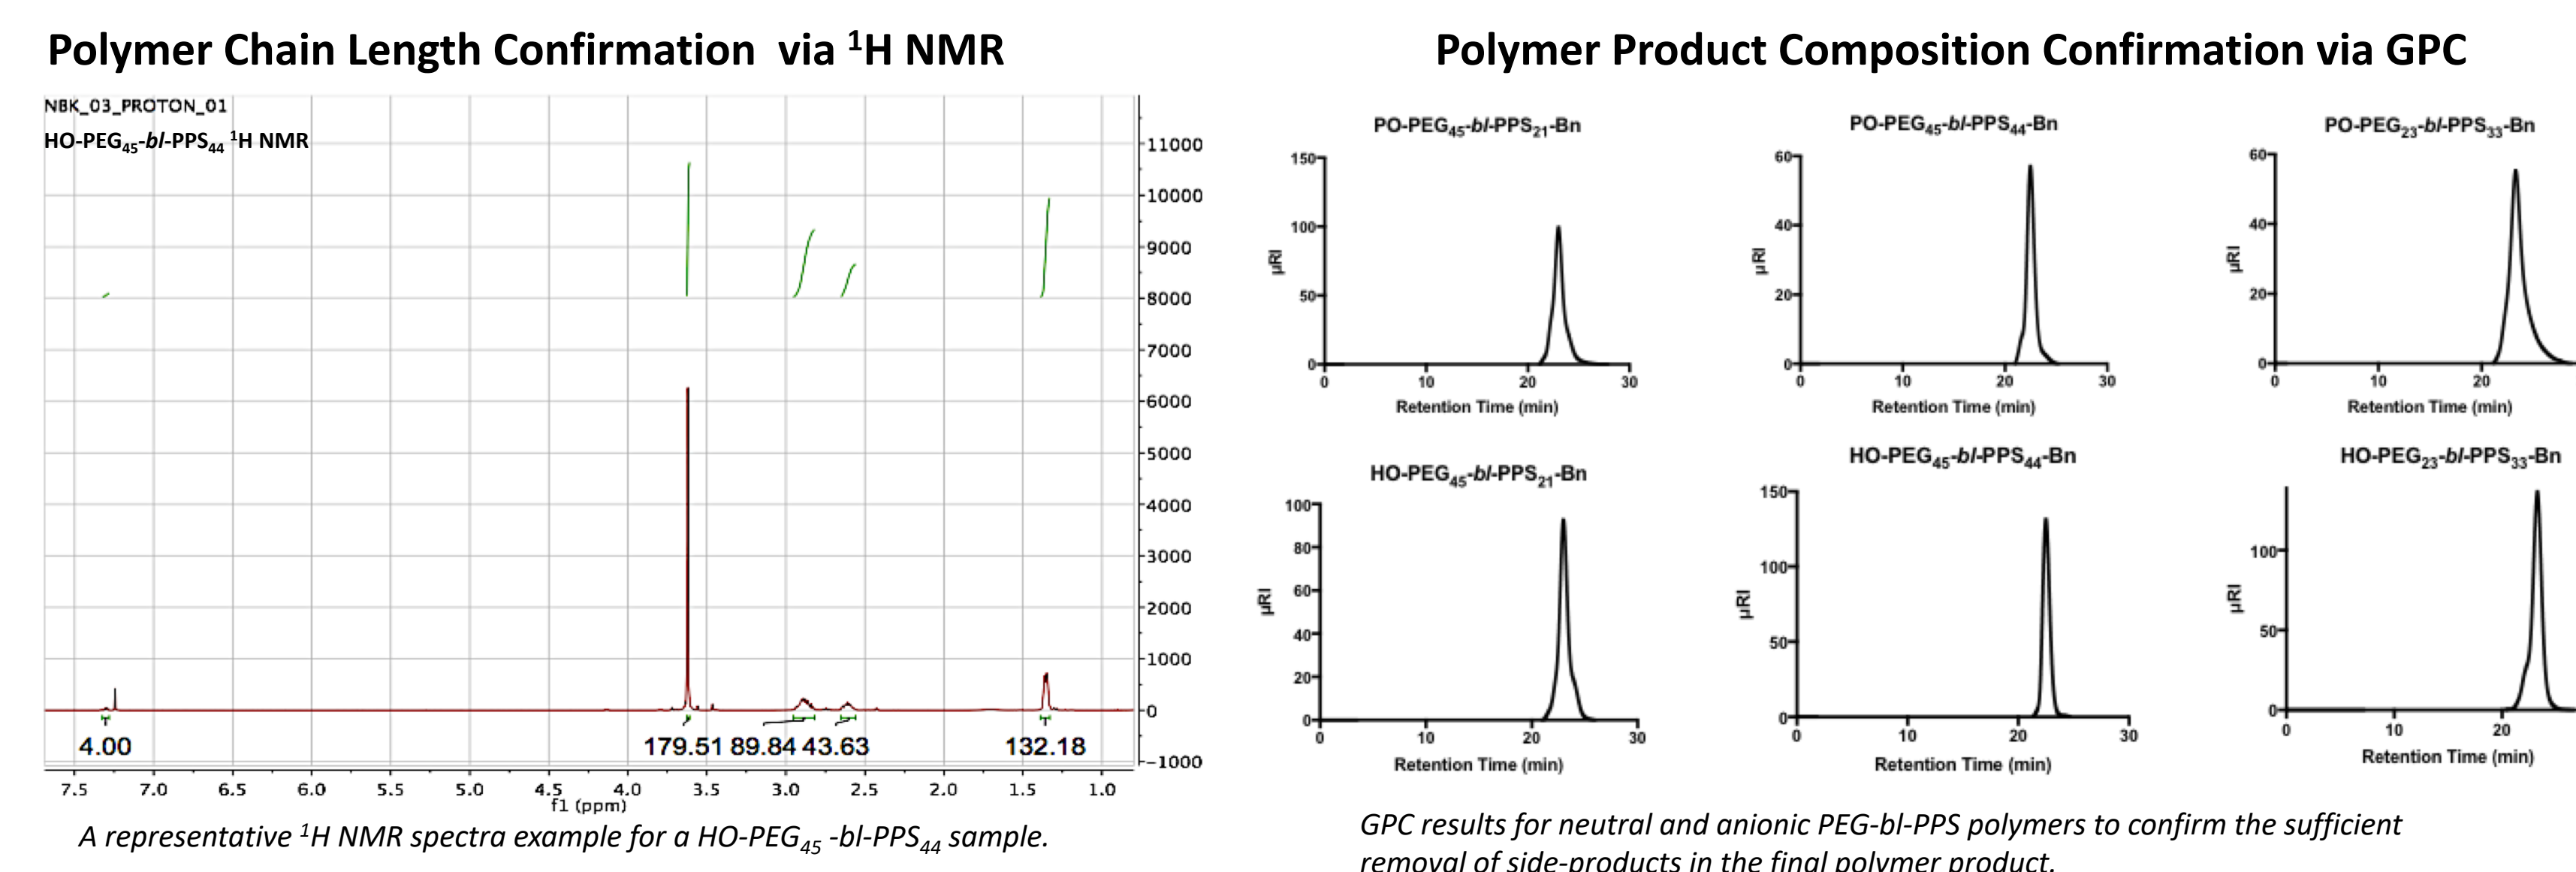 Polymer Chain Length Confirmation via ¹H NMR
NBK_03_PROTON_01
HO-PEG₄₅-bl-PPS₄₄ ¹H NMR
11000
10000
9000
8000
7000
6000
5000
4000
3000
2000
1000
0
-1000
4.00
179.51 89.84 43.63
132.18
7.5 7.0 6.5 6.0 5.5 5.0 4.5 4.0 3.5 3.0 2.5 2.0 1.5 1.0
f1 (ppm)
A representative ¹H NMR spectra example for a HO-PEG₄₅ -bl-PPS₄₄ sample.
Polymer Product Composition Confirmation via GPC
PO-PEG₄₅-bl-PPS₂₁-Bn
150
100
50
0
µRI
0 10 20 30
Retention Time (min)
PO-PEG₄₅-bl-PPS₄₄-Bn
60
40
20
0
µRI
0 10 20 30
Retention Time (min)
PO-PEG₂₃-bl-PPS₃₃-Bn
60
40
20
0
µRI
0 10 20
Retention Time (min)
HO-PEG₄₅-bl-PPS₂₁-Bn
100
80
60
40
20
0
µRI
0 10 20 30
Retention Time (min)
HO-PEG₄₅-bl-PPS₄₄-Bn
150
100
50
0
µRI
0 10 20 30
Retention Time (min)
HO-PEG₂₃-bl-PPS₃₃-Bn
100
50
0
µRI
0 10 20
Retention Time (min)
GPC results for neutral and anionic PEG-bl-PPS polymers to confirm the sufficient
removal of side-products in the final polymer product.